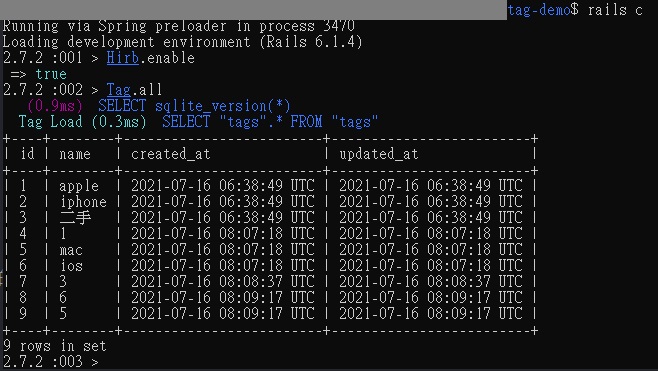 tag-demo$ rails c
Running via Spring preloader in process 3470
Loading development environment (Rails 6.1.4)
2.7.2 :001 > Hirb.enable
 => true
2.7.2 :002 > Tag.all
   (0.9ms)  SELECT sqlite_version(*)
  Tag Load (0.3ms)  SELECT "tags".* FROM "tags"
+----+--------+-------------------------+-------------------------+
| id | name   | created_at              | updated_at              |
+----+--------+-------------------------+-------------------------+
| 1  | apple  | 2021-07-16 06:38:49 UTC | 2021-07-16 06:38:49 UTC |
| 2  | iphone | 2021-07-16 06:38:49 UTC | 2021-07-16 06:38:49 UTC |
| 3  | 二手   | 2021-07-16 06:38:49 UTC | 2021-07-16 06:38:49 UTC |
| 4  | 1      | 2021-07-16 08:07:18 UTC | 2021-07-16 08:07:18 UTC |
| 5  | mac    | 2021-07-16 08:07:18 UTC | 2021-07-16 08:07:18 UTC |
| 6  | ios    | 2021-07-16 08:07:18 UTC | 2021-07-16 08:07:18 UTC |
| 7  | 3      | 2021-07-16 08:08:37 UTC | 2021-07-16 08:08:37 UTC |
| 8  | 6      | 2021-07-16 08:09:17 UTC | 2021-07-16 08:09:17 UTC |
| 9  | 5      | 2021-07-16 08:09:17 UTC | 2021-07-16 08:09:17 UTC |
+----+--------+-------------------------+-------------------------+
9 rows in set
2.7.2 :003 >